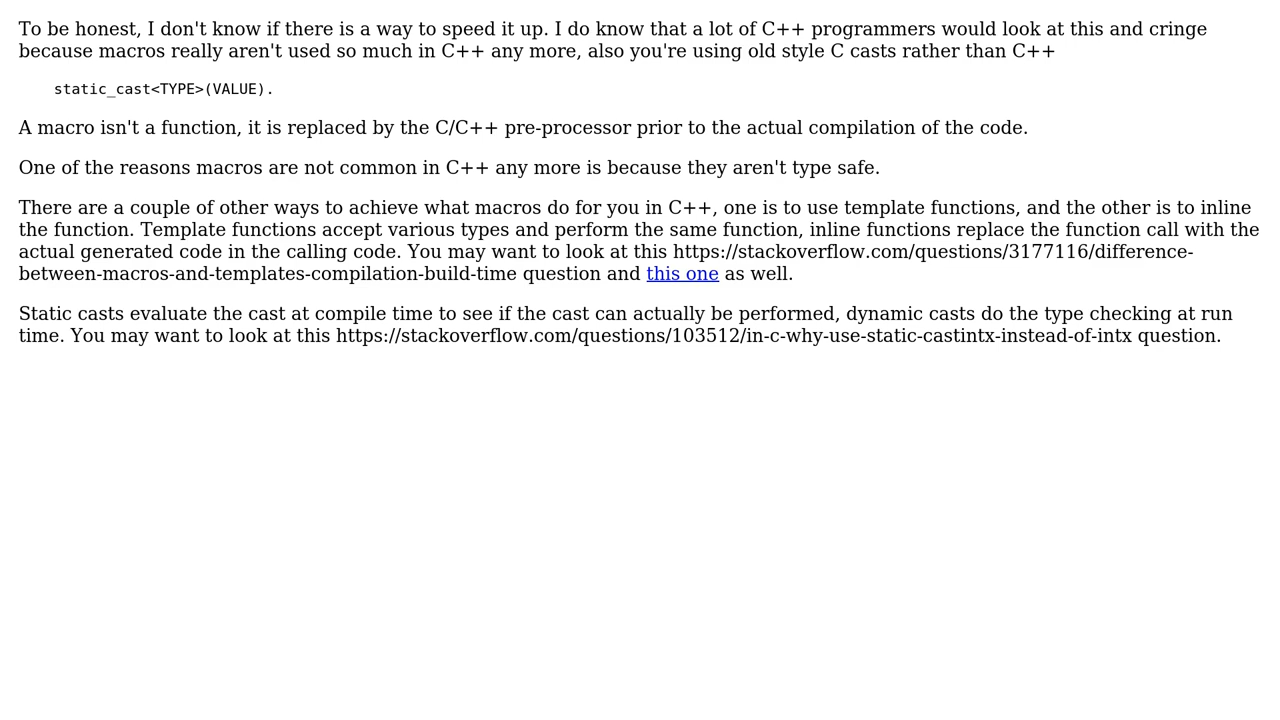 To be honest, I don't know if there is a way to speed it up. I do know that a lot of C++ programmers would look at this and cringe
because macros really aren't used so much in C++ any more, also you're using old style C casts rather than C++
static_cast<TYPE>(VALUE).
A macro isn't a function, it is replaced by the C/C++ pre-processor prior to the actual compilation of the code.
One of the reasons macros are not common in C++ any more is because they aren't type safe.
There are a couple of other ways to achieve what macros do for you in C++, one is to use template functions, and the other is to inline
the function. Template functions accept various types and perform the same function, inline functions replace the function call with the
actual generated code in the calling code. You may want to look at this https://stackoverflow.com/questions/3177116/difference-
between-macros-and-templates-compilation-build-time question and this one as well.
Static casts evaluate the cast at compile time to see if the cast can actually be performed, dynamic casts do the type checking at run
time. You may want to look at this https://stackoverflow.com/questions/103512/in-c-why-use-static-castintx-instead-of-intx question.